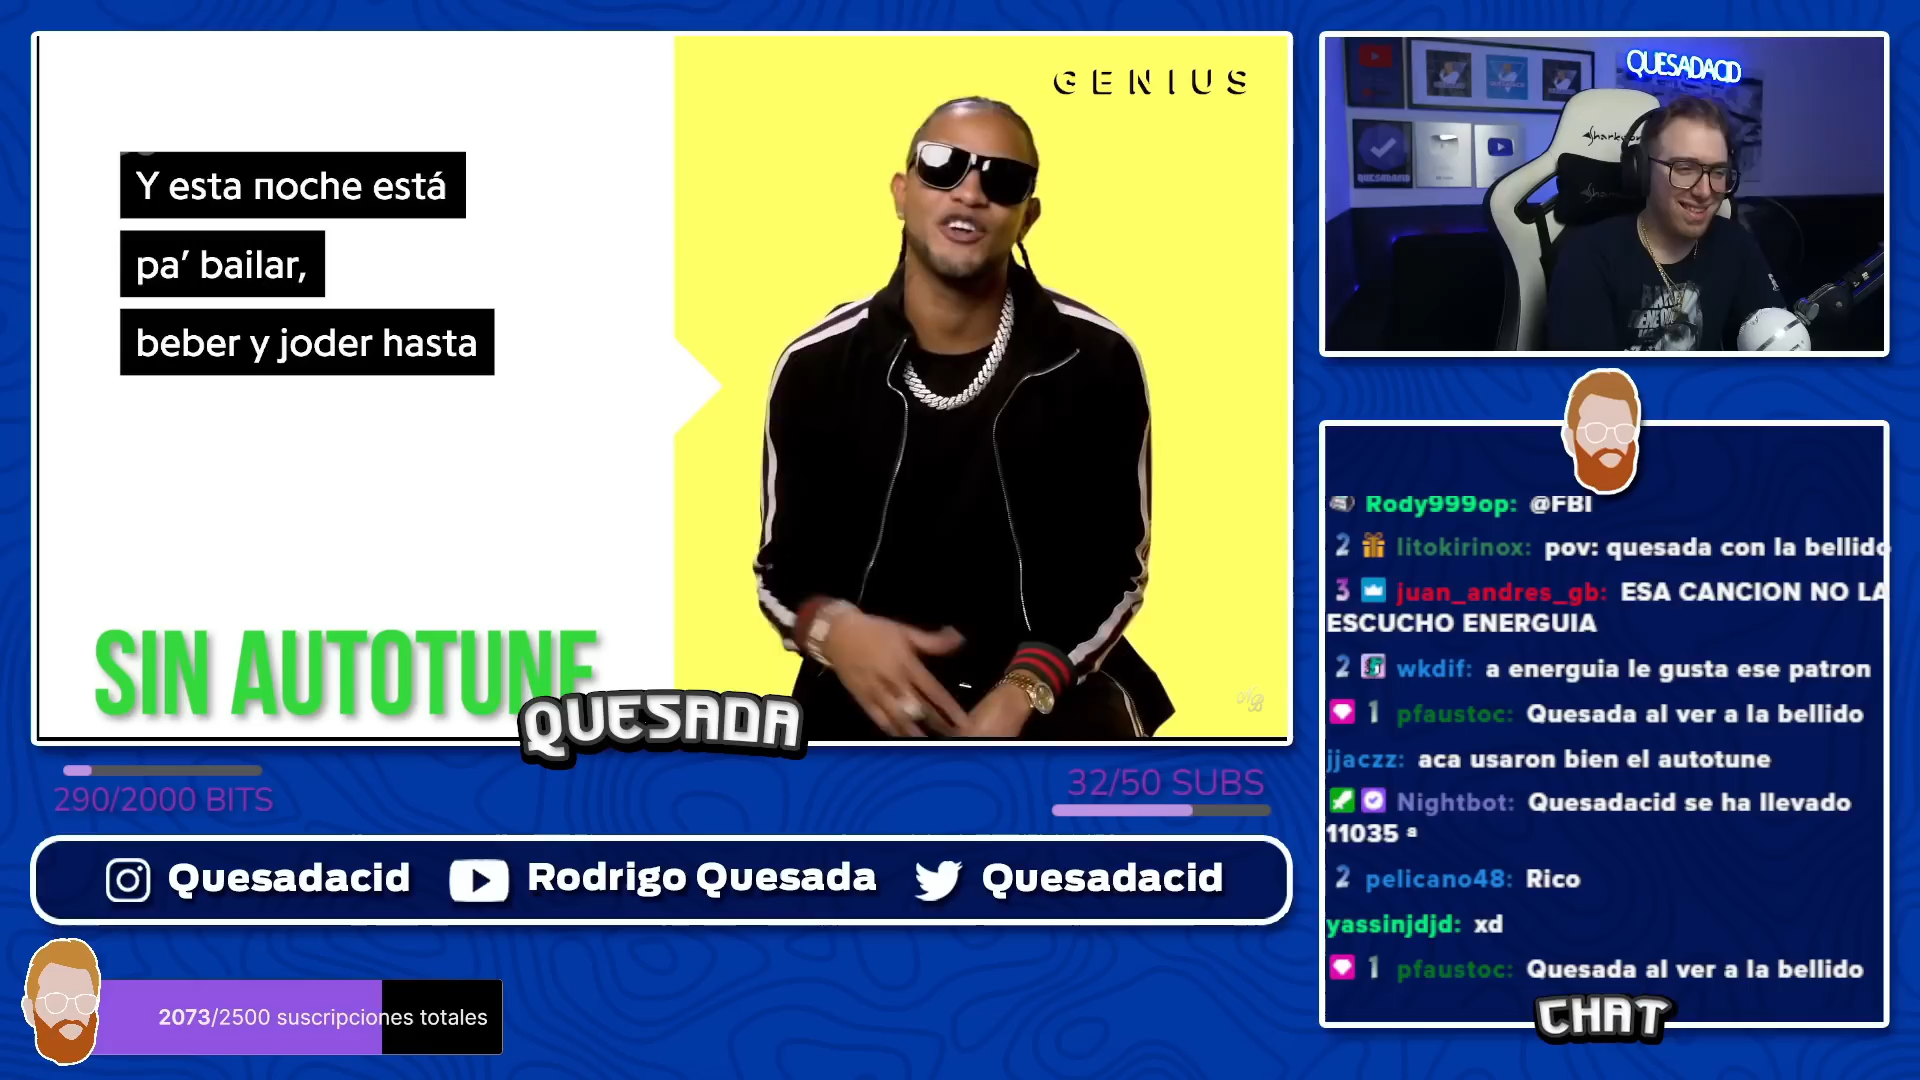 GENIUS
Y esta noche está
pa’ bailar,
beber y joder hasta
SIN AUTOTUNE
QUESADA
290/2000 BITS
32/50 SUBS
Quesadacid
Rodrigo Quesada
Quesadacid
2073/2500 suscripciones totales
QUESADACID
QUESADACID
Rody999op: @FBI
2 litokirinox: pov: quesada con la bellido
3 juan_andres_gb: ESA CANCION NO LA
ESCUCHO ENERGUIA
2 wkdif: a energuia le gusta ese patron
1 pfaustoc: Quesada al ver a la bellido
jjaczz: aca usaron bien el autotune
Nightbot: Quesadacid se ha llevado
11035 ª
2 pelicano48: Rico
yassinjdjd: xd
1 pfaustoc: Quesada al ver a la bellido
CHAT